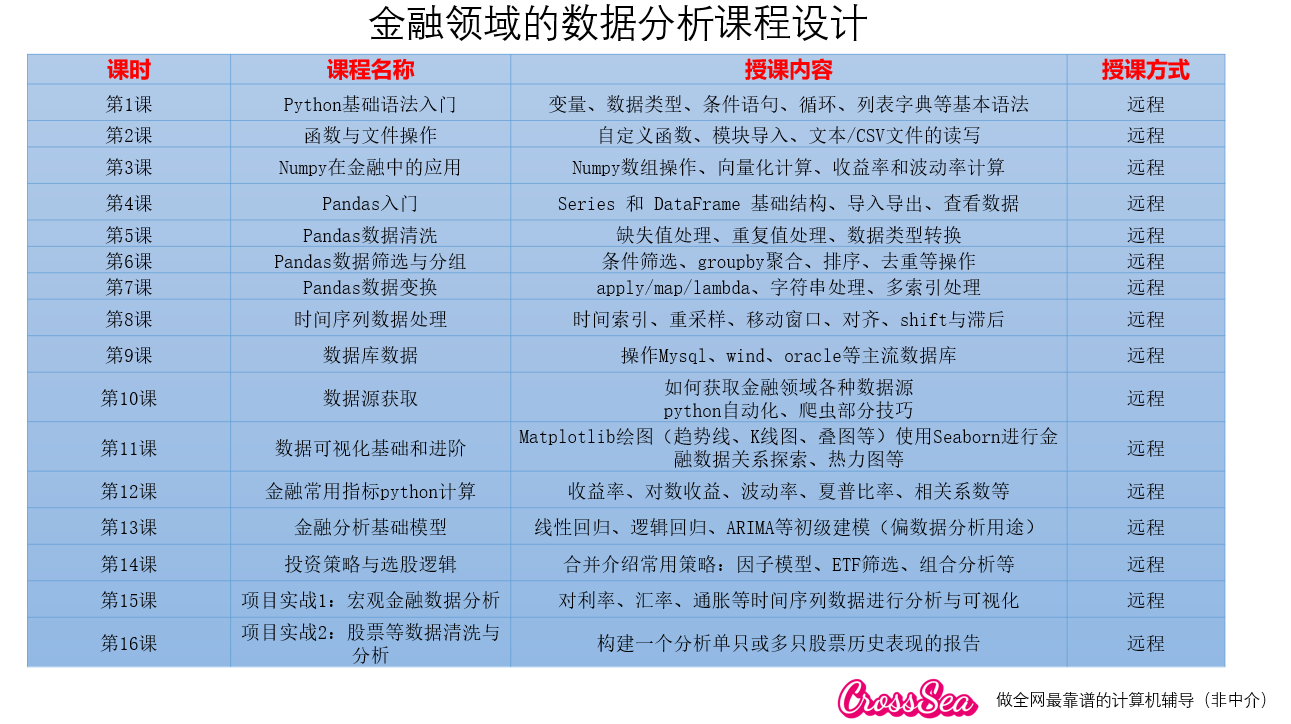 金融领域的数据分析课程设计
课时 课程名称 授课内容 授课方式
第1课 Python基础语法入门 变量、数据类型、条件语句、循环、列表字典等基本语法 远程
第2课 函数与文件操作 自定义函数、模块导入、文本/CSV文件的读写 远程
第3课 Numpy在金融中的应用 Numpy数组操作、向量化计算、收益率和波动率计算 远程
第4课 Pandas入门 Series 和 DataFrame 基础结构、导入导出、查看数据 远程
第5课 Pandas数据清洗 缺失值处理、重复值处理、数据类型转换 远程
第6课 Pandas数据筛选与分组 条件筛选、groupby聚合、排序、去重等操作 远程
第7课 Pandas数据变换 apply/map/lambda、字符串处理、多索引处理 远程
第8课 时间序列数据处理 时间索引、重采样、移动窗口、对齐、shift与滞后 远程
第9课 数据库数据 操作Mysql、wind、oracle等主流数据库 远程
第10课 数据源获取 如何获取金融领域各种数据源
python自动化、爬虫部分技巧 远程
第11课 数据可视化基础和进阶 Matplotlib绘图（趋势线、K线图、叠图等）使用Seaborn进行金
融数据关系探索、热力图等 远程
第12课 金融常用指标python计算 收益率、对数收益、波动率、夏普比率、相关系数等 远程
第13课 金融分析基础模型 线性回归、逻辑回归、ARIMA等初级建模（偏数据分析用途） 远程
第14课 投资策略与选股逻辑 合并介绍常用策略：因子模型、ETF筛选、组合分析等 远程
第15课 项目实战1：宏观金融数据分析 对利率、汇率、通胀等时间序列数据进行分析与可视化 远程
第16课 项目实战2：股票等数据清洗与
分析 构建一个分析单只或多只股票历史表现的报告 远程
CrossSea 做全网最靠谱的计算机辅导（非中介）